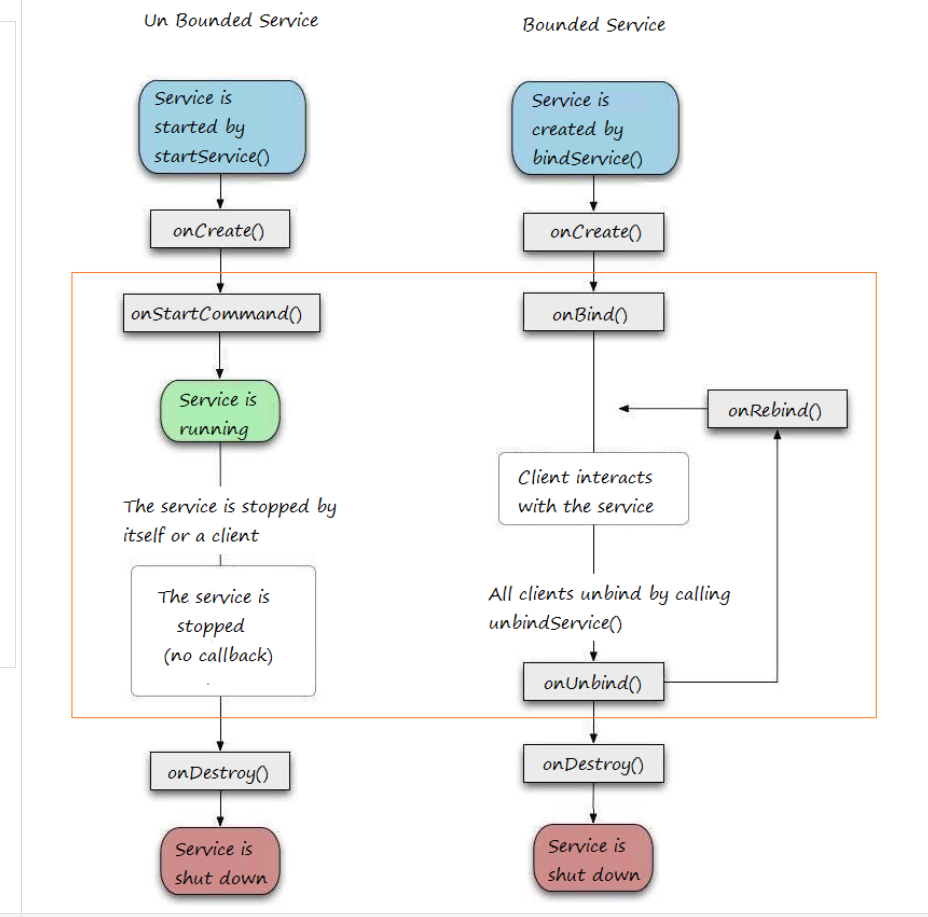 Un Bounded Service
Service is
started by
startService()
onCreate()
onStartCommand()
Service is
running
The service is stopped by
itself or a client
The service is
stopped
(no callback)
onDestroy()
Service is
shut down
Bounded Service
Service is
created by
bindService()
onCreate()
onBind()
onRebind()
Client interacts
with the service
All clients unbind by calling
unbindService()
onUnbind()
onDestroy()
Service is
shut down